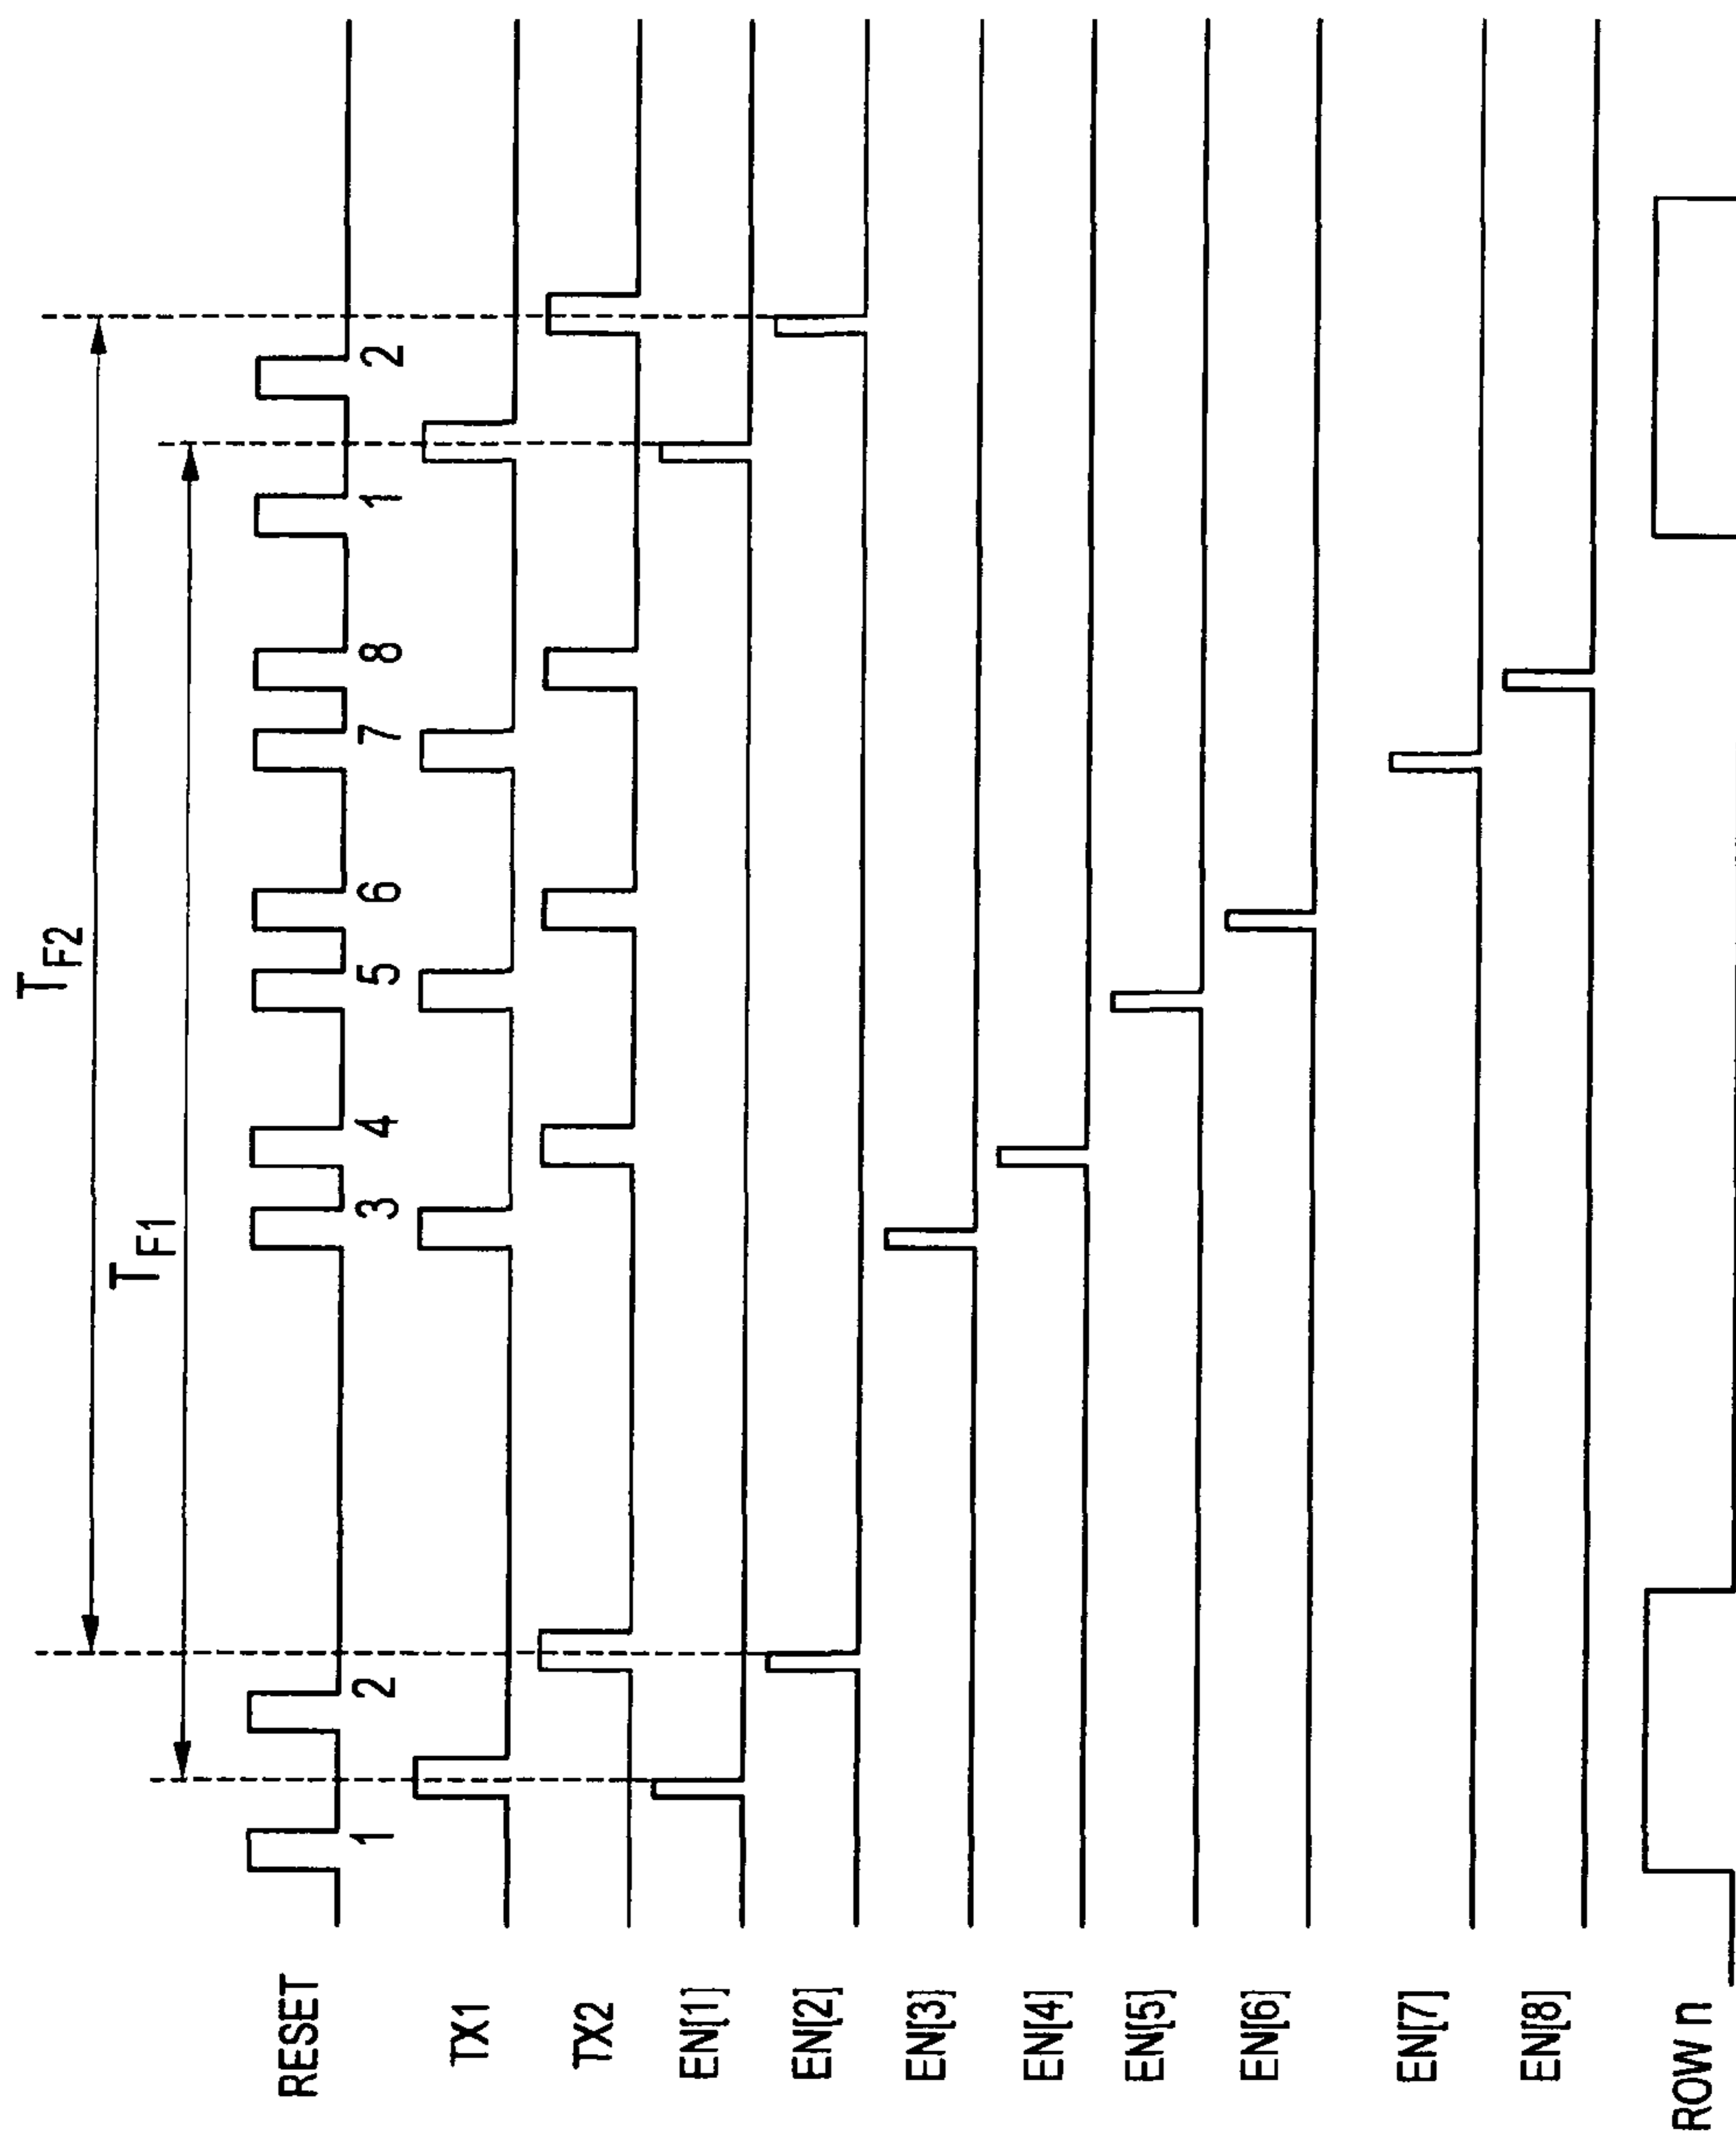 T_F2
T_F1
RESET
1 2 3 4 5 6 7 8 1 2
TX1
TX2
EN[1]
EN[2]
EN[3]
EN[4]
EN[5]
EN[6]
EN[7]
EN[8]
ROW n